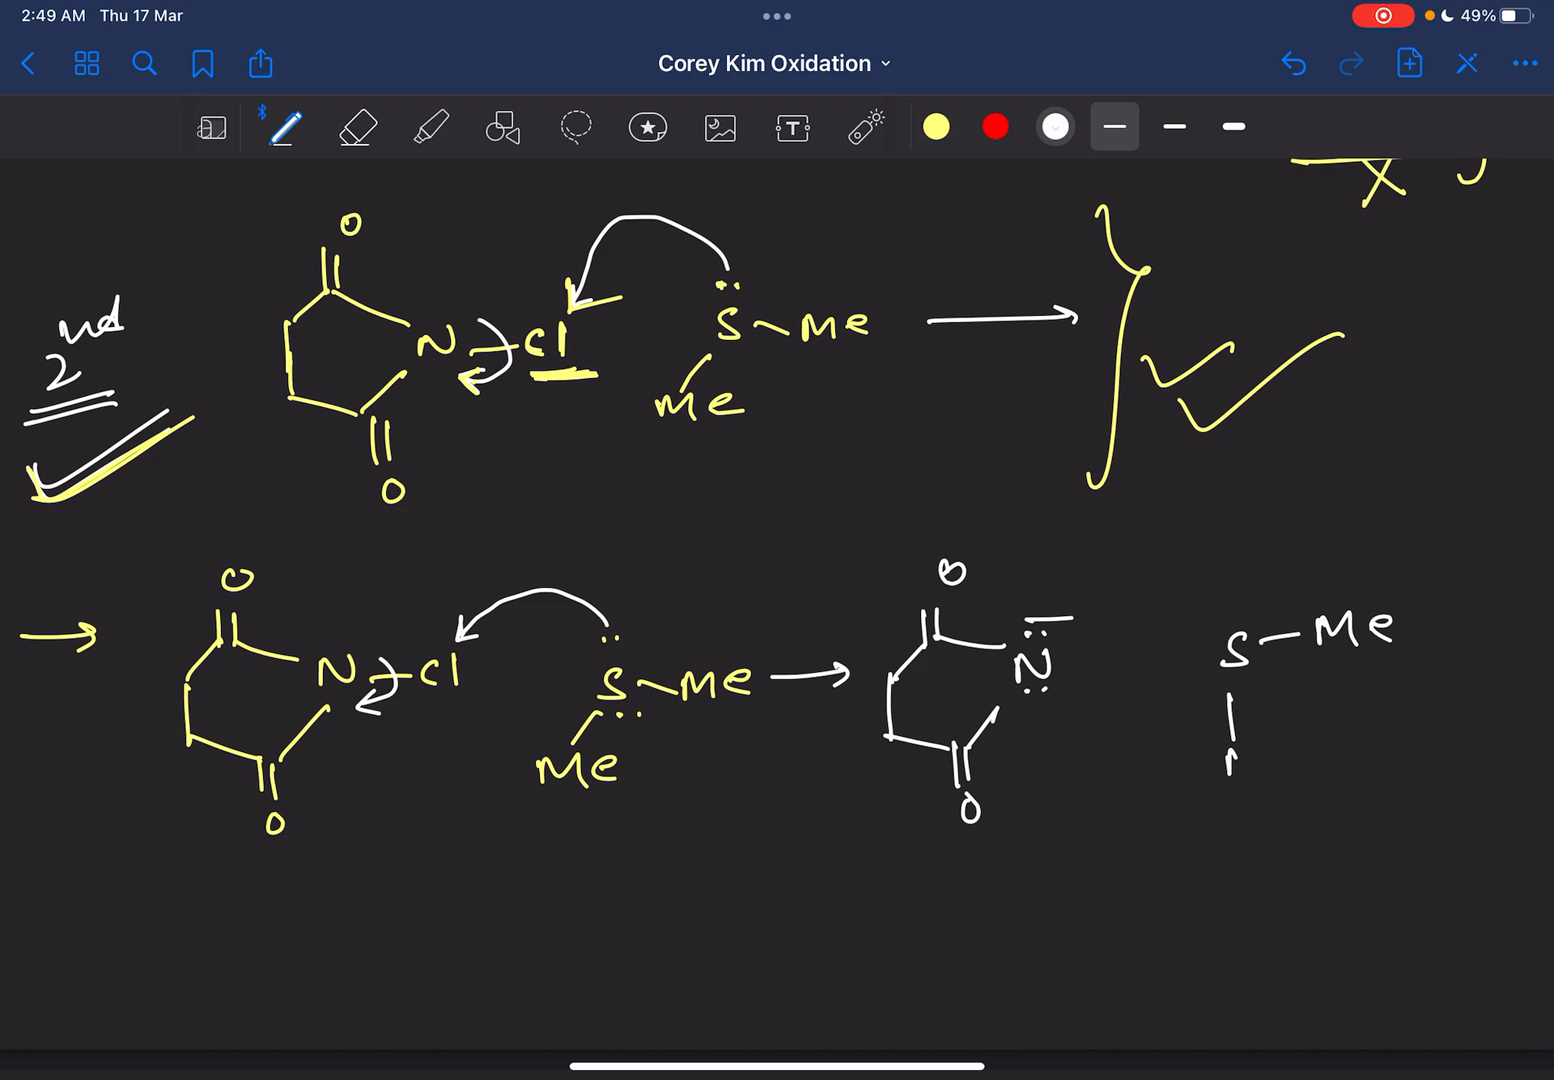 2:49 AM Thu 17 Mar
49%
Corey Kim Oxidation
T
O
2nd
N Cl S Me
Me
O
O
N Cl S Me
Me
O
O
N
O
S Me